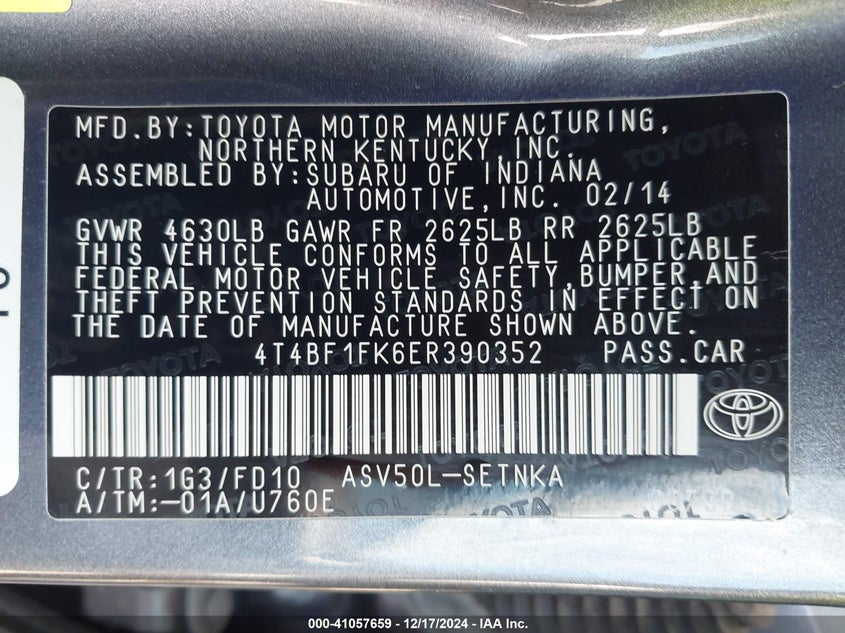 MFD.BY:TOYOTA MOTOR MANUFACTURING,
NORTHERN KENTUCKY,INC.
ASSEMBLED BY:SUBARU OF INDIANA
AUTOMOTIVE,INC. 02/14
GVWR 4630LB GAWR FR 2625LB RR 2625LB
THIS VEHICLE CONFORMS TO ALL APPLICABLE
FEDERAL MOTOR VEHICLE SAFETY,BUMPER,AND
THEFT PREVENTION STANDARDS IN EFFECT ON
THE DATE OF MANUFACTURE SHOWN ABOVE.
4T4BF1FK6ER390352 PASS.CAR
C/TR:1G3/FD10 ASV50L-SETNKA
A/TM:-01A/U760E
000-41057659 - 12/17/2024 - IAA Inc.